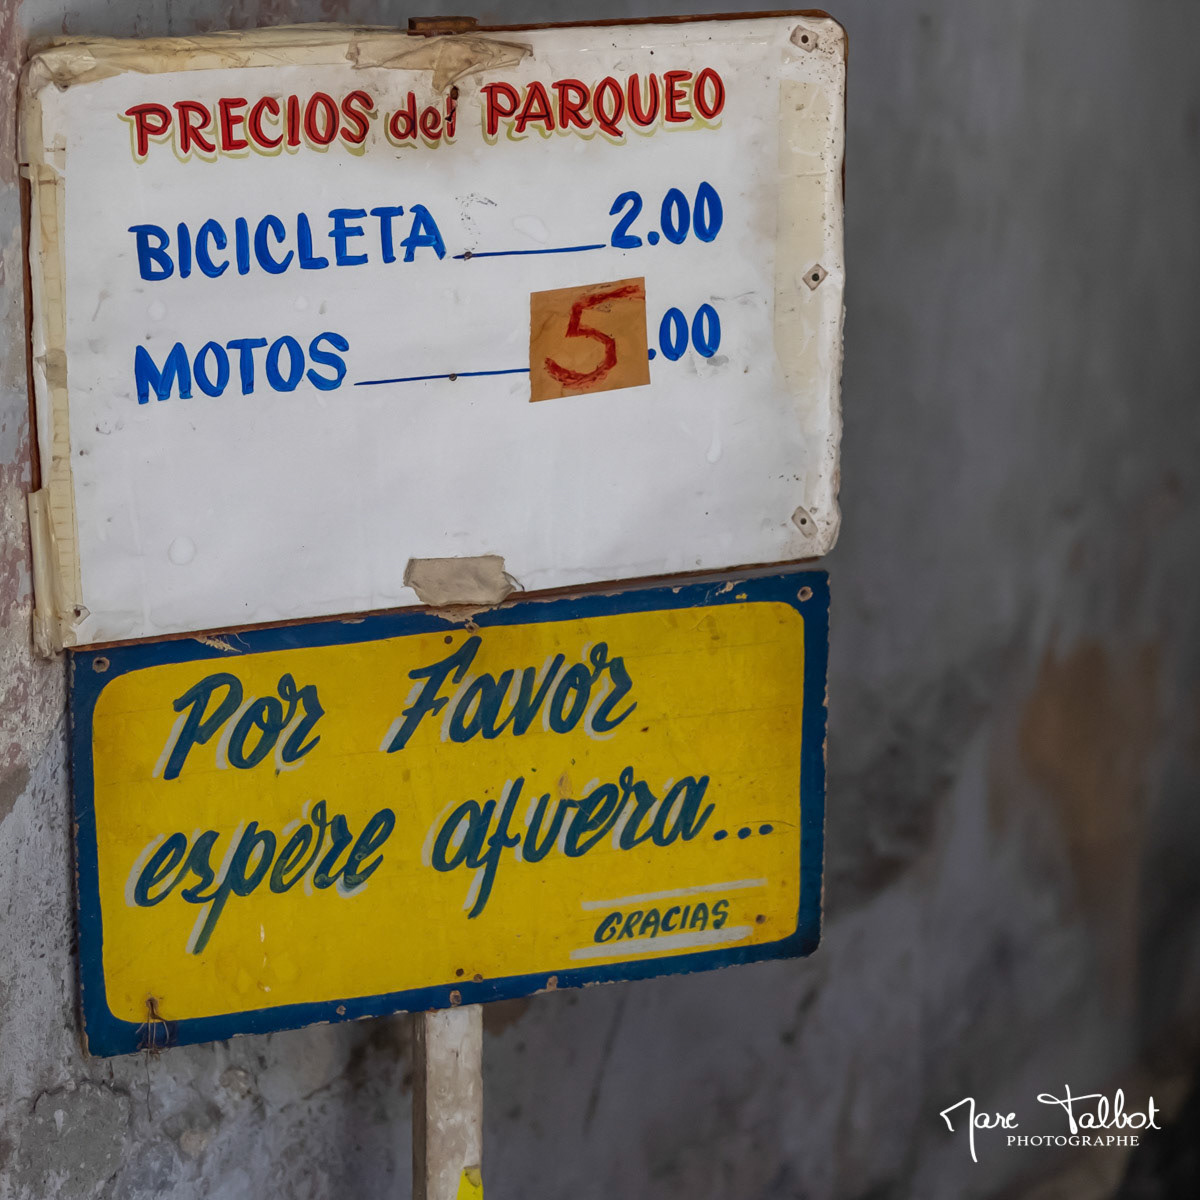 PRECIOS del PARQUEO
BICICLETA 2.00
MOTOS 5.00
Por Favor
espere afuera...
GRACIAS
Marc Talbot
PHOTOGRAPHE